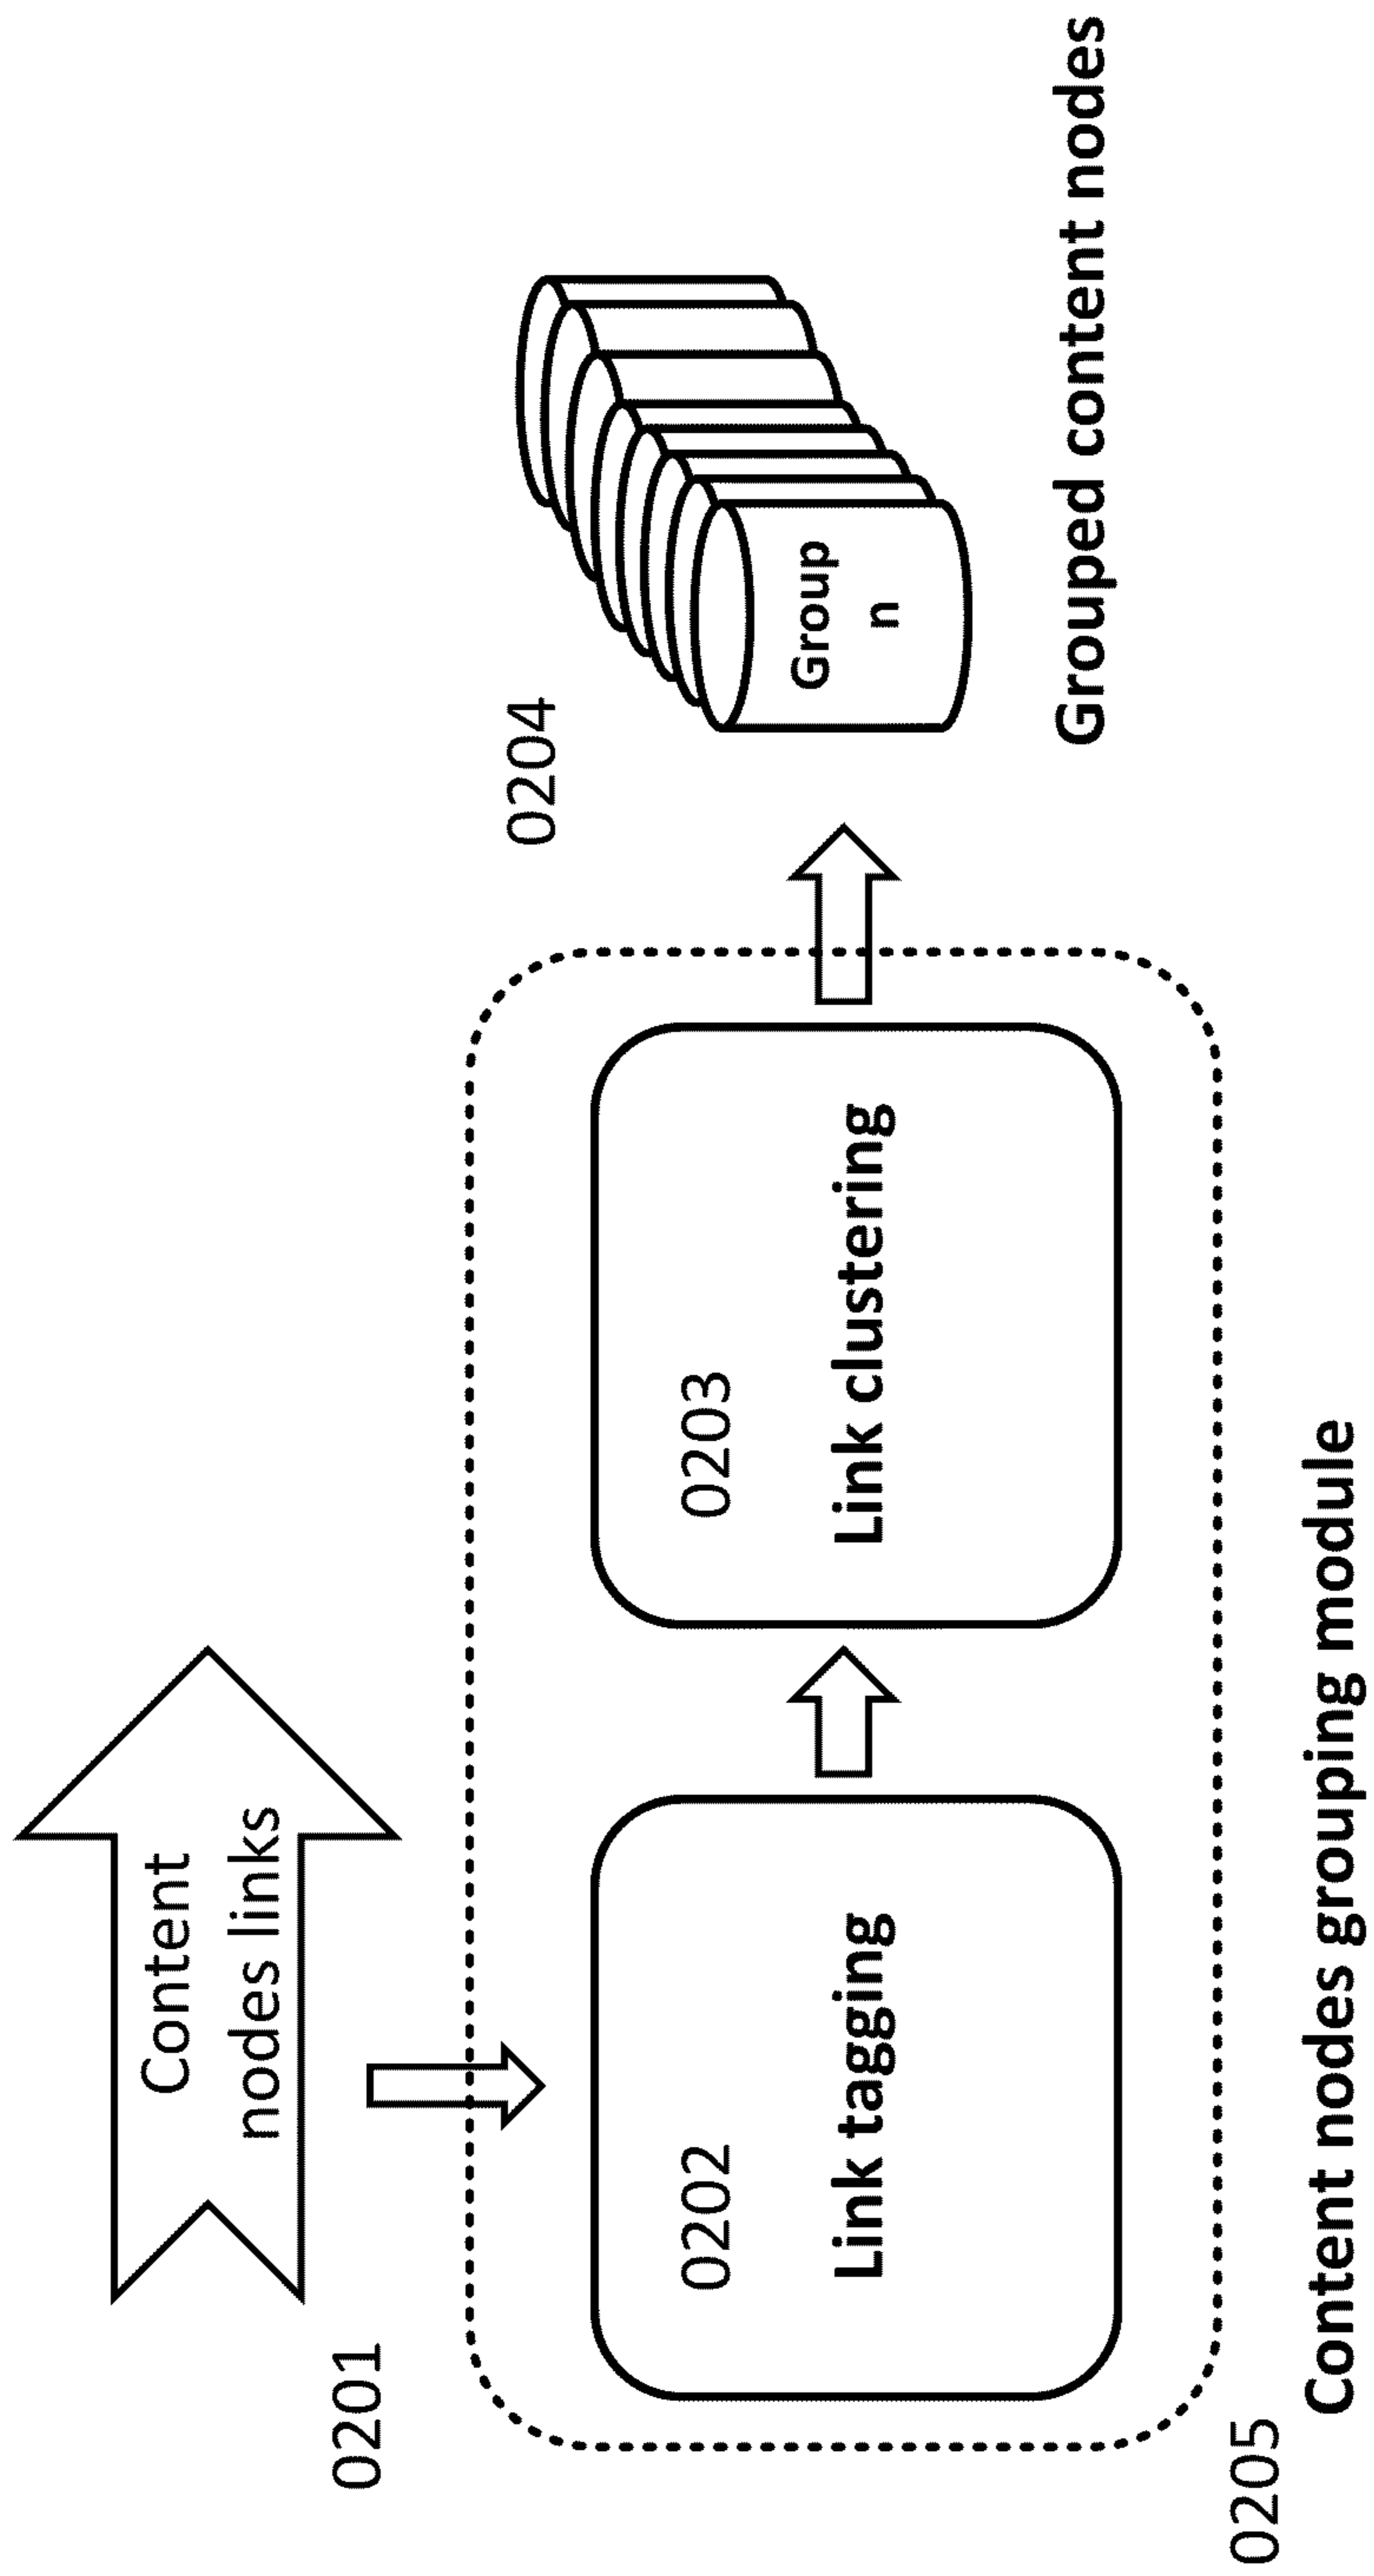 0201
Content
nodes links
0202
Link tagging
0203
Link clustering
0204
Group
n
Grouped content nodes
0205
Content nodes grouping module